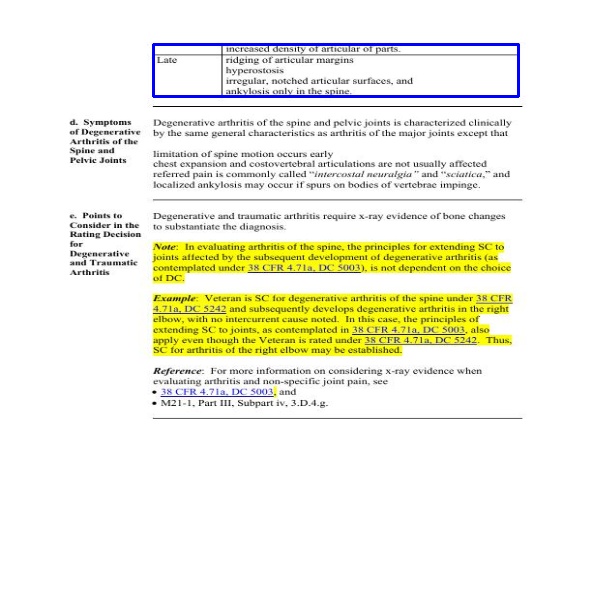 increased density of articular of parts.
Late
ridging of articular margins
hyperostosis
irregular, notched articular surfaces, and
ankylosis only in the spine.
d.  Symptoms
of Degenerative
Arthritis of the
Spine and
Pelvic Joints
Degenerative arthritis of the spine and pelvic joints is characterized clinically
by the same general characteristics as arthritis of the major joints except that
limitation of spine motion occurs early
chest expansion and costovertebral articulations are not usually affected
referred pain is commonly called “intercostal neuralgia” and “sciatica,” and
localized ankylosis may occur if spurs on bodies of vertebrae impinge.
e.  Points to
Consider in the
Rating Decision
for
Degenerative
and Traumatic
Arthritis
Degenerative and traumatic arthritis require x-ray evidence of bone changes
to substantiate the diagnosis.
Note:  In evaluating arthritis of the spine, the principles for extending SC to
joints affected by the subsequent development of degenerative arthritis (as
contemplated under 38 CFR 4.71a, DC 5003), is not dependent on the choice
of DC.
Example:  Veteran is SC for degenerative arthritis of the spine under 38 CFR
4.71a, DC 5242 and subsequently develops degenerative arthritis in the right
elbow, with no intercurrent cause noted.  In this case, the principles of
extending SC to joints, as contemplated in 38 CFR 4.71a, DC 5003, also
apply even though the Veteran is rated under 38 CFR 4.71a, DC 5242.  Thus,
SC for arthritis of the right elbow may be established.
Reference:  For more information on considering x-ray evidence when
evaluating arthritis and non-specific joint pain, see
• 38 CFR 4.71a, DC 5003, and
• M21-1, Part III, Subpart iv, 3.D.4.g.